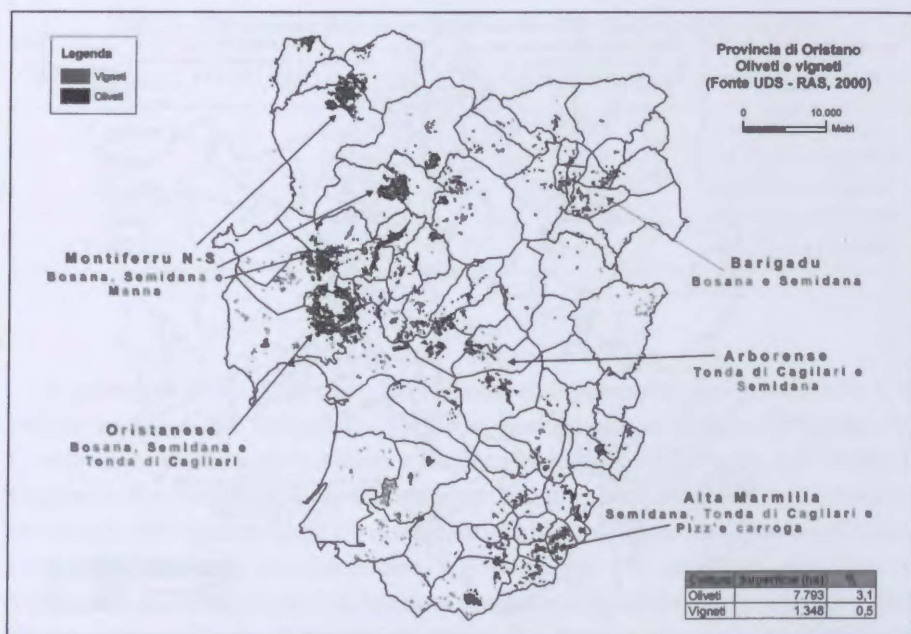 Legenda
Vigneti
Oliveti
Provincia di Oristano
Oliveti e vigneti
(Fonte UDS - RAS, 2000)
0 10.000
Metri
Montiferru N-S
Bosana, Semidana e
Manna
Barigadu
Bosana e Semidana
Arborense
Tonda di Cagliari e
Semidana
Oristanese
Bosana, Semidana e
Tonda di Cagliari
Alta Marmilla
Semidana, Tonda di Cagliari e
Pizz'e carroga
Coltura Superficie (ha) %
Oliveti 7.793 3,1
Vigneti 1.348 0,5